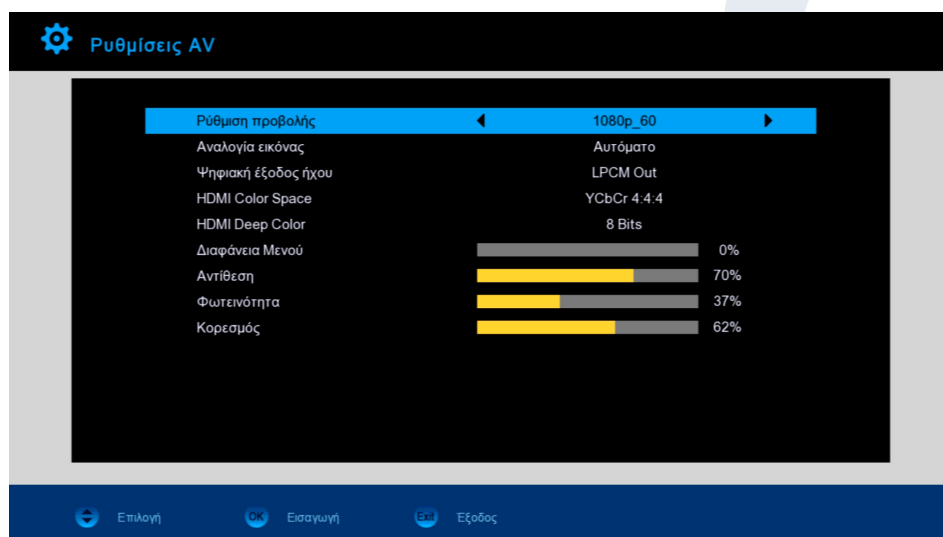 Ρυθμίσεις AV
Ρύθμιση προβολής 1080p_60
Αναλογία εικόνας Αυτόματο
Ψηφιακή έξοδος ήχου LPCM Out
HDMI Color Space YCbCr 4:4:4
HDMI Deep Color 8 Bits
Διαφάνεια Μενού 0%
Αντίθεση 70%
Φωτεινότητα 37%
Κορεσμός 62%
Επιλογή OK Εισαγωγή Exit Έξοδος